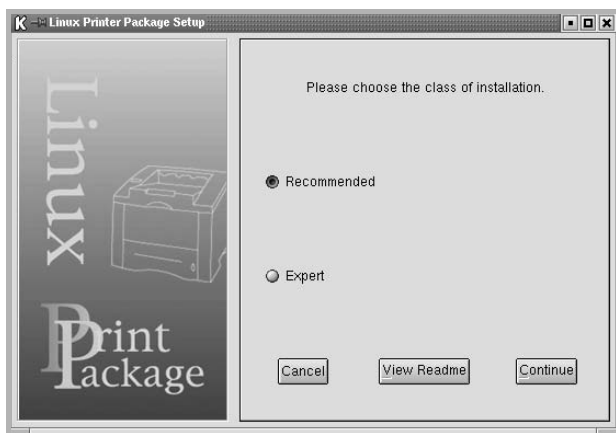 Linux Printer Package Setup
Linux
Print
Package
Please choose the class of installation.
Recommended
Expert
Cancel
View Readme
Continue